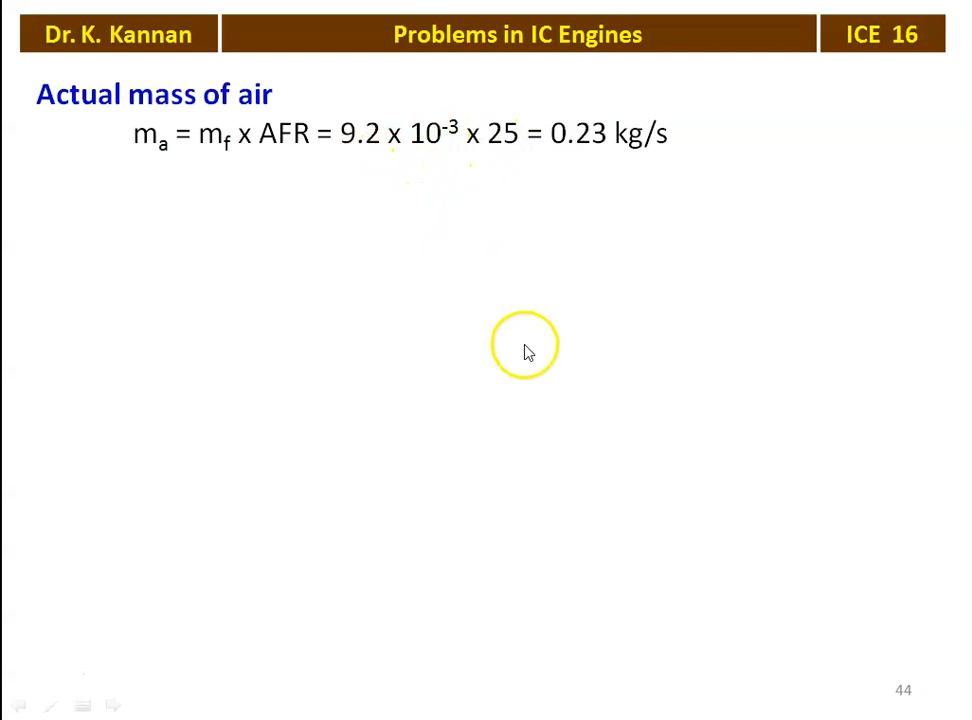 Dr. K. Kannan
Problems in IC Engines
ICE 16
Actual mass of air
mₐ = m_f x AFR = 9.2 x 10⁻³ x 25 = 0.23 kg/s
44